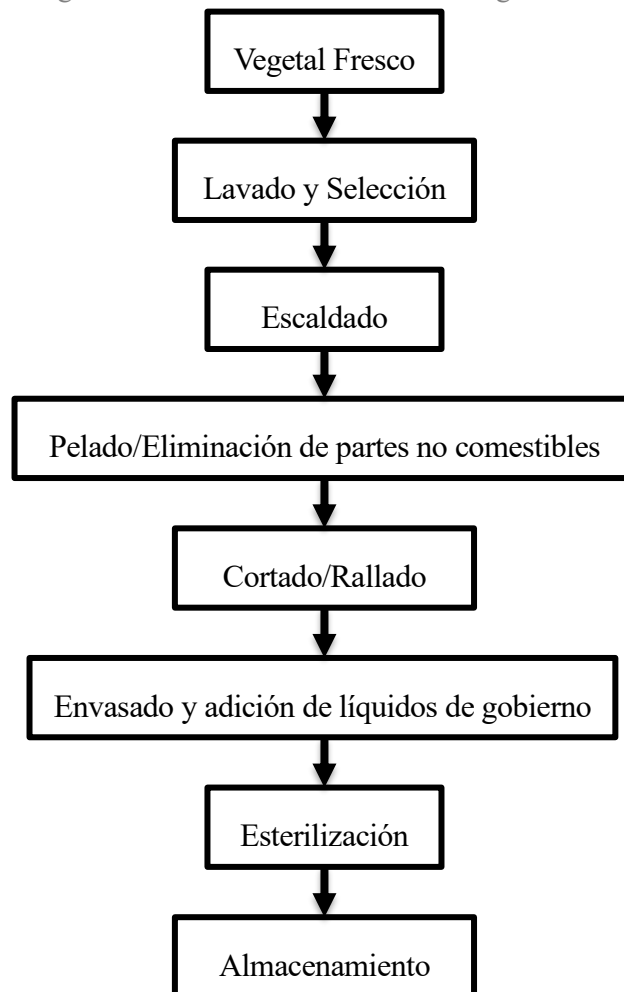 Vegetal Fresco
Lavado y Selección
Escaldado
Pelado/Eliminación de partes no comestibles
Cortado/Rallado
Envasado y adición de líquidos de gobierno
Esterilización
Almacenamiento